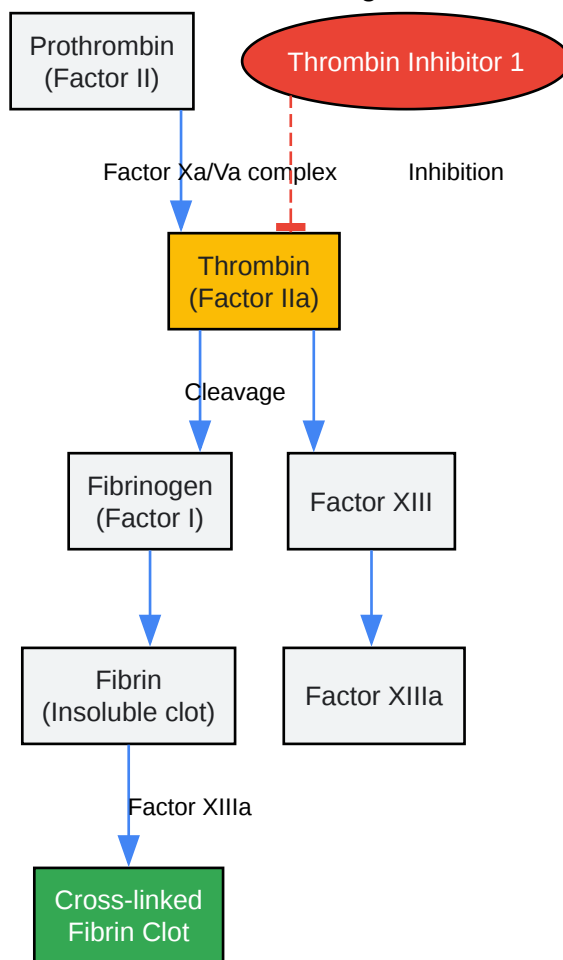 Prothrombin
(Factor II)
Thrombin Inhibitor 1
Factor Xa/Va complex
Inhibition
Thrombin
(Factor IIa)
Cleavage
Fibrinogen
(Factor I)
Factor XIII
Fibrin
(Insoluble clot)
Factor XIIIa
Factor XIIIa
Cross-linked
Fibrin Clot